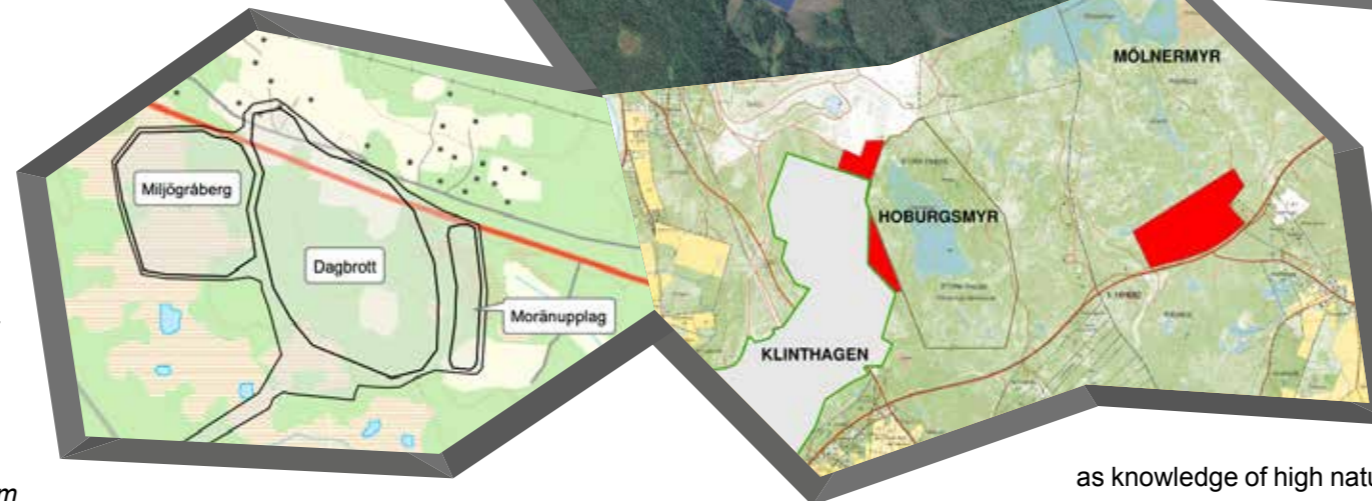 MÖLNERMYR
Miljögråberg
HOBURGSMYR
Dagbrott
Moränupplag
KLINTHAGEN
as knowledge of high natu
m